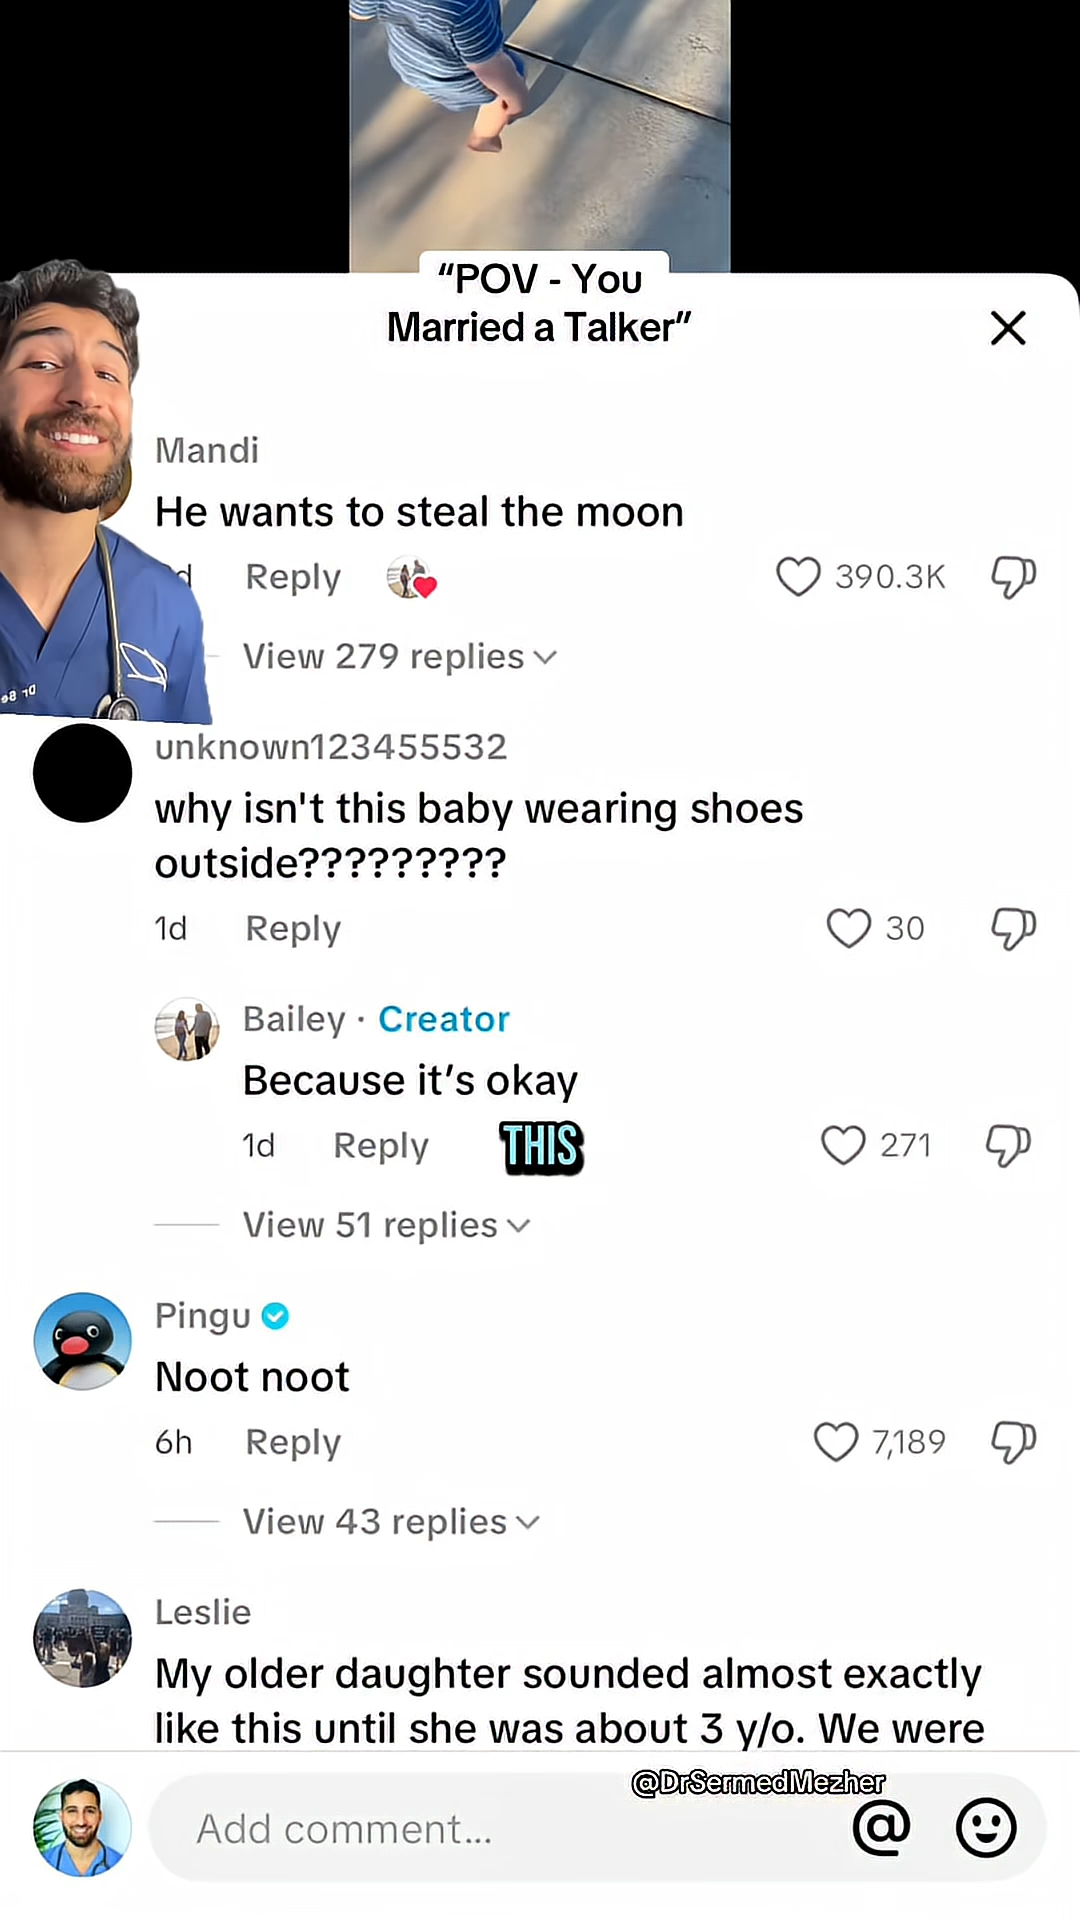 “POV - You
Married a Talker”
Mandi
He wants to steal the moon
Reply
390.3K
View 279 replies
unknown123455532
why isn't this baby wearing shoes
outside?????????
1d Reply
30
Bailey · Creator
Because it’s okay
1d Reply
THIS
271
View 51 replies
Pingu
Noot noot
6h Reply
7,189
View 43 replies
Leslie
My older daughter sounded almost exactly
like this until she was about 3 y/o. We were
@DrSermedMezher
Add comment...
@